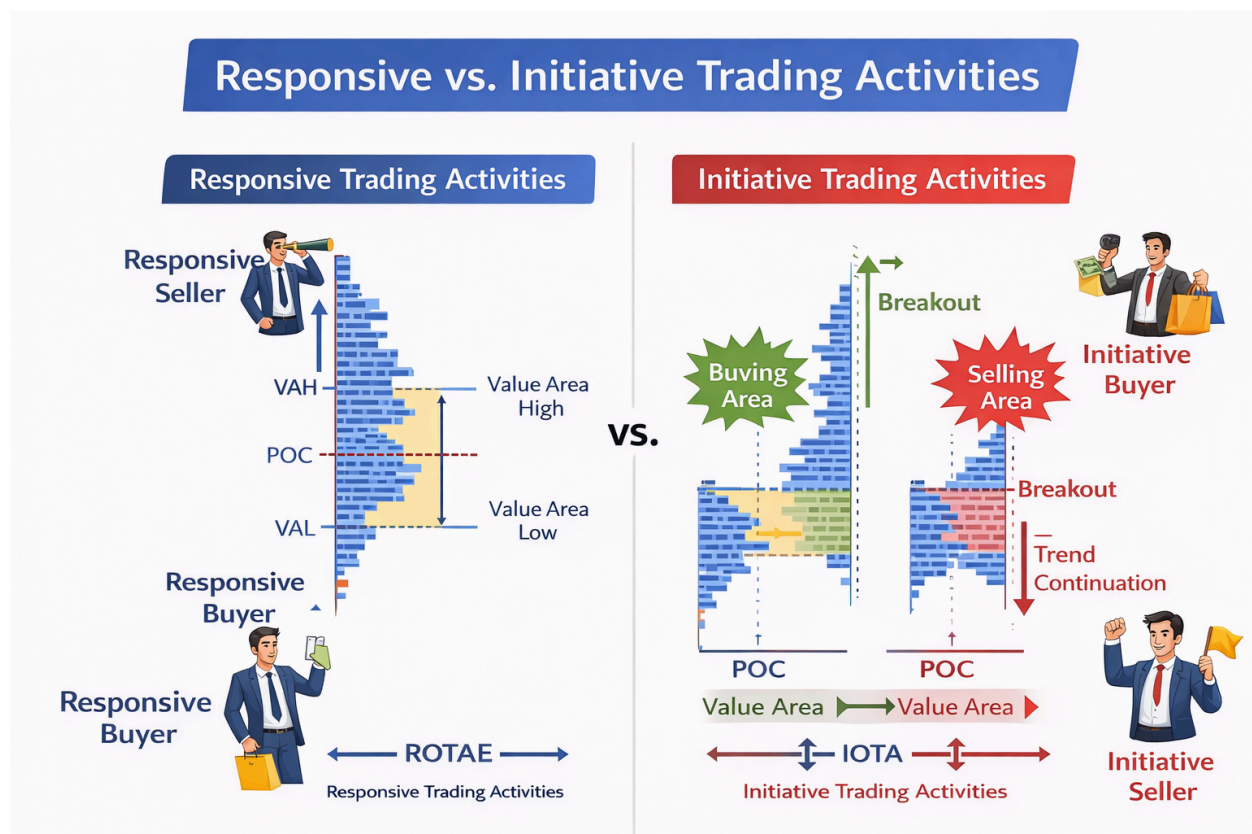 Responsive vs. Initiative Trading Activities
Responsive Trading Activities
Responsive
Seller
VAH
Value Area
High
POC
VAL
Value Area
Low
Responsive
Buyer
Responsive
Buyer
ROTAE
Responsive Trading Activities
vs.
Initiative Trading Activities
Breakout
Buving
Area
Selling
Area
Initiative
Buyer
Breakout
Trend
Continuation
POC
POC
Value Area
Value Area
IOTA
Initiative Trading Activities
Initiative
Seller